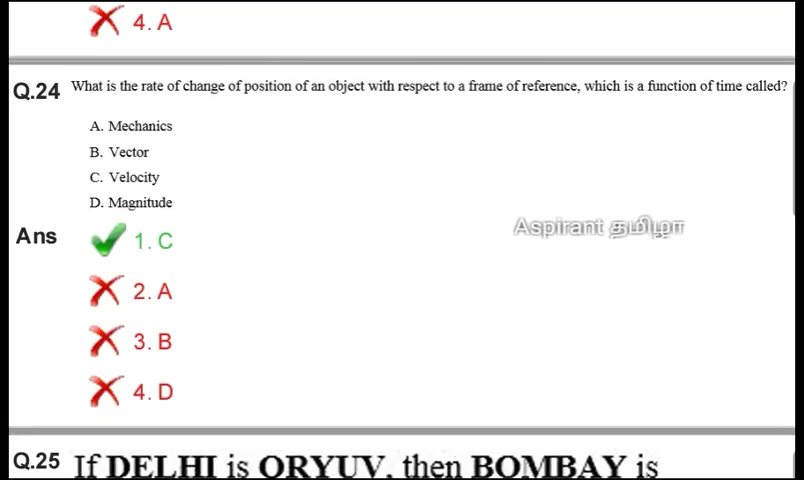 4. A
Q.24 What is the rate of change of position of an object with respect to a frame of reference, which is a function of time called?
A. Mechanics
B. Vector
C. Velocity
D. Magnitude
Aspirant தமிழா
Ans 1. C
2. A
3. B
4. D
Q.25 If DELHI is ORYUV, then BOMBAY is